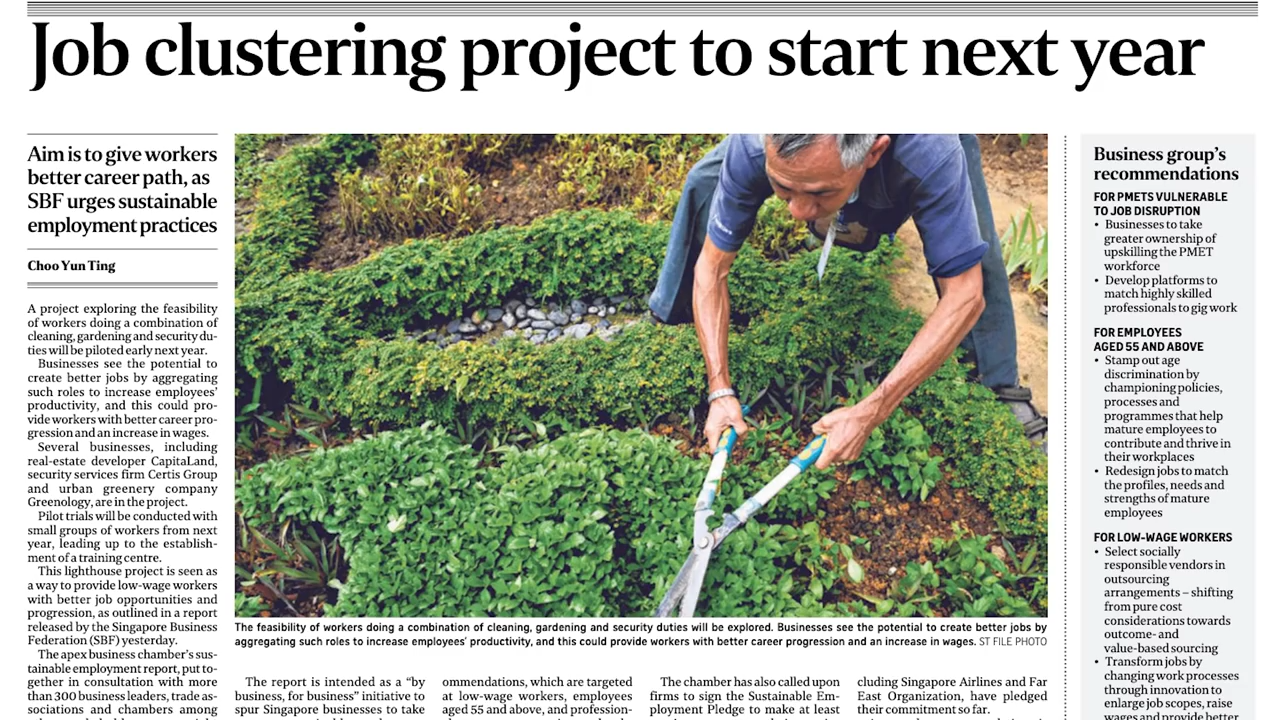 Job clustering project to start next year
Aim is to give workers
better career path, as
SBF urges sustainable
employment practices
Choo Yun Ting
A project exploring the feasibility
of workers doing a combination of
cleaning, gardening and security du-
ties will be piloted early next year.
Businesses see the potential to
create better jobs by aggregating
such roles to increase employees'
productivity, and this could pro-
vide workers with better career pro-
gression and an increase in wages.
Several businesses, including
real-estate developer CapitaLand,
security services firm Certis Group
and urban greenery company
Greenology, are in the project.
Pilot trials will be conducted with
small groups of workers from next
year, leading up to the establish-
ment of a training centre.
This lighthouse project is seen as
a way to provide low-wage workers
with better job opportunities and
progression, as outlined in a report
released by the Singapore Business
Federation (SBF) yesterday.
The apex business chamber's sus-
tainable employment report, put to-
gether in consultation with more
than 300 business leaders, trade as-
sociations and chambers among
The feasibility of workers doing a combination of cleaning, gardening and security duties will be explored. Businesses see the potential to create better jobs by
aggregating such roles to increase employees' productivity, and this could provide workers with better career progression and an increase in wages. ST FILE PHOTO
The report is intended as a "by
business, for business" initiative to
spur Singapore businesses to take
ommendations, which are targeted
at low-wage workers, employees
aged 55 and above, and profession-
The chamber has also called upon
firms to sign the Sustainable Em-
ployment Pledge to make at least
cluding Singapore Airlines and Far
East Organization, have pledged
their commitment so far.
Business group's
recommendations
FOR PMETS VULNERABLE
TO JOB DISRUPTION
• Businesses to take
greater ownership of
upskilling the PMET
workforce
• Develop platforms to
match highly skilled
professionals to gig work
FOR EMPLOYEES
AGED 55 AND ABOVE
• Stamp out age
discrimination by
championing policies,
processes and
programmes that help
mature employees to
contribute and thrive in
their workplaces
• Redesign jobs to match
the profiles, needs and
strengths of mature
employees
FOR LOW-WAGE WORKERS
• Select socially
responsible vendors in
outsourcing
arrangements – shifting
from pure cost
considerations towards
outcome- and
value-based sourcing
• Transform jobs by
changing work processes
through innovation to
enlarge job scopes, raise
wages and provide better